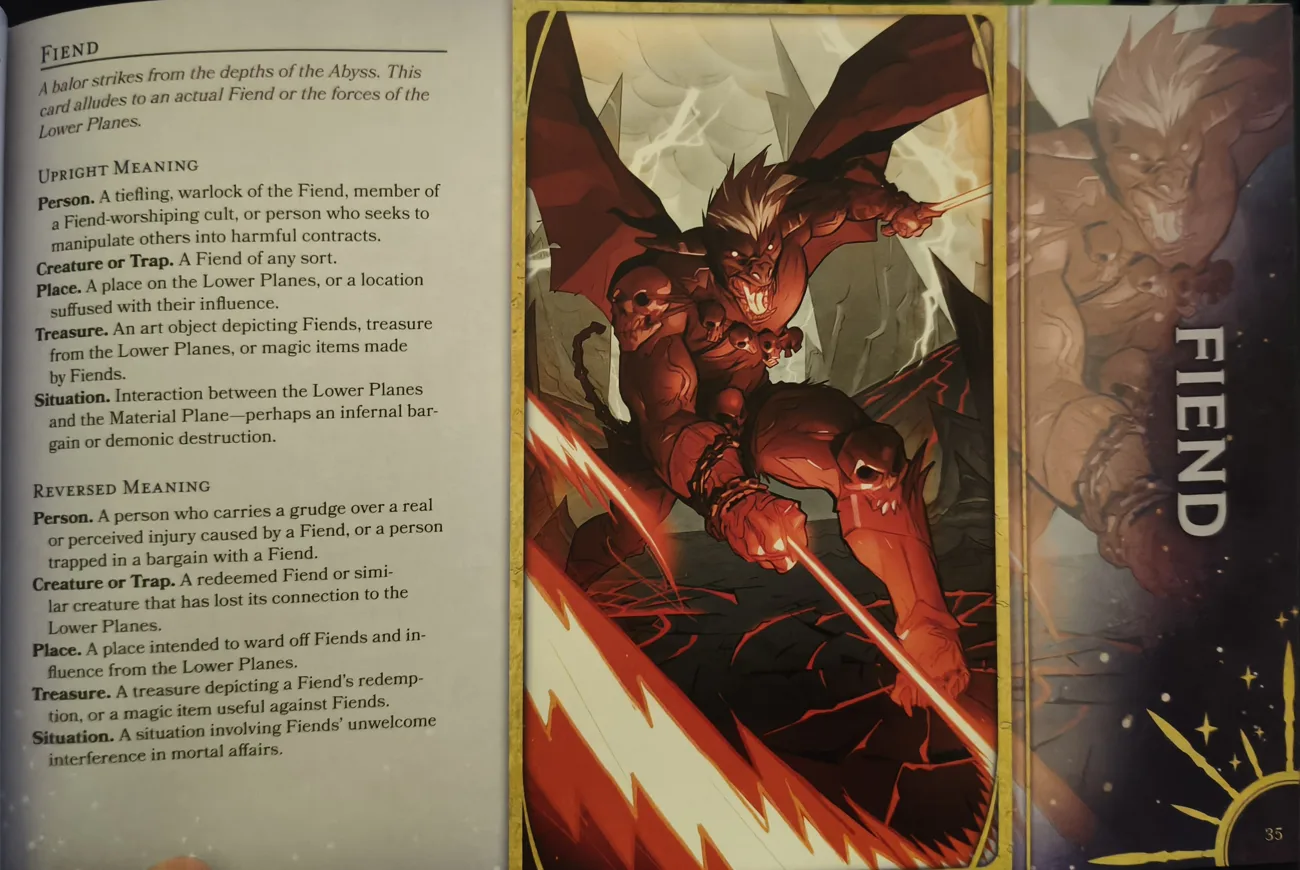 FIEND
A balor strikes from the depths of the Abyss. This
card alludes to an actual Fiend or the forces of the
Lower Planes.
UPRIGHT MEANING
Person. A tiefling, warlock of the Fiend, member of
a Fiend-worshiping cult, or person who seeks to
manipulate others into harmful contracts.
Creature or Trap. A Fiend of any sort.
Place. A place on the Lower Planes, or a location
suffused with their influence.
Treasure. An art object depicting Fiends, treasure
from the Lower Planes, or magic items made
by Fiends.
Situation. Interaction between the Lower Planes
and the Material Plane—perhaps an infernal bar-
gain or demonic destruction.
REVERSED MEANING
Person. A person who carries a grudge over a real
or perceived injury caused by a Fiend, or a person
trapped in a bargain with a Fiend.
Creature or Trap. A redeemed Fiend or simi-
lar creature that has lost its connection to the
Lower Planes.
Place. A place intended to ward off Fiends and in-
fluence from the Lower Planes.
Treasure. A treasure depicting a Fiend's redemp-
tion, or a magic item useful against Fiends.
Situation. A situation involving Fiends' unwelcome
interference in mortal affairs.
FIEND
35